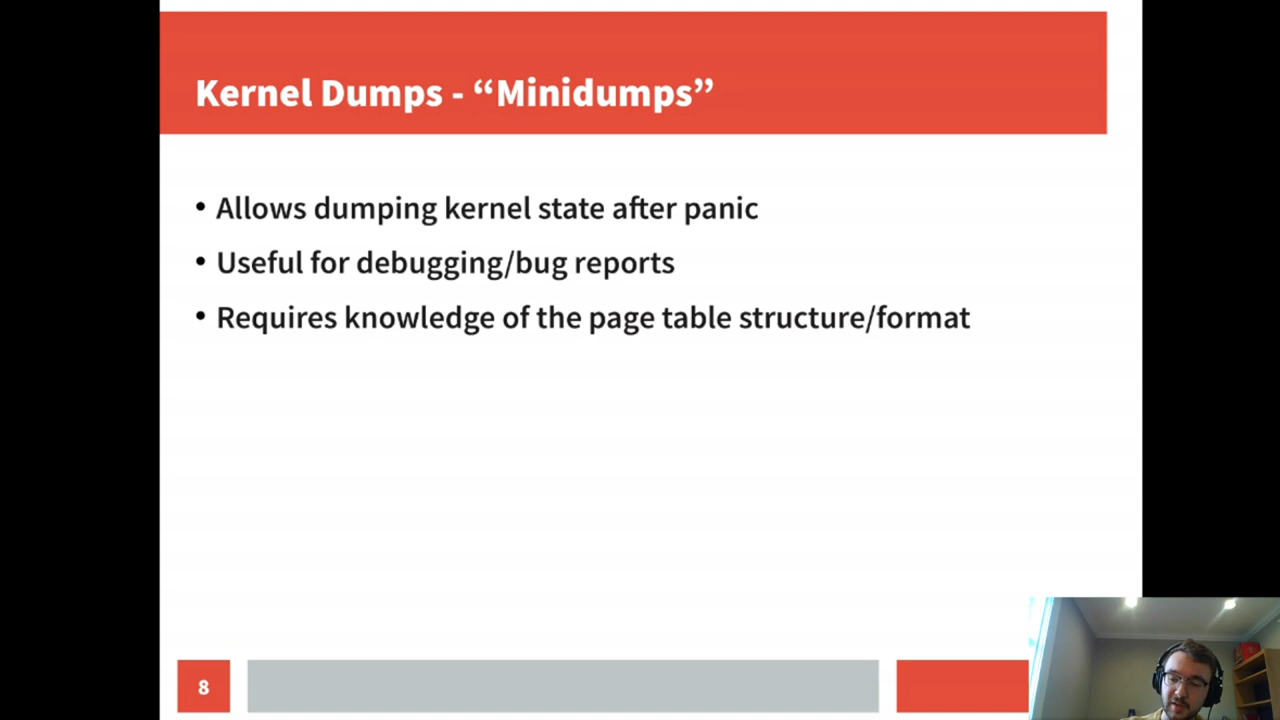 Kernel Dumps - “Minidumps”
• Allows dumping kernel state after panic
• Useful for debugging/bug reports
• Requires knowledge of the page table structure/format
8